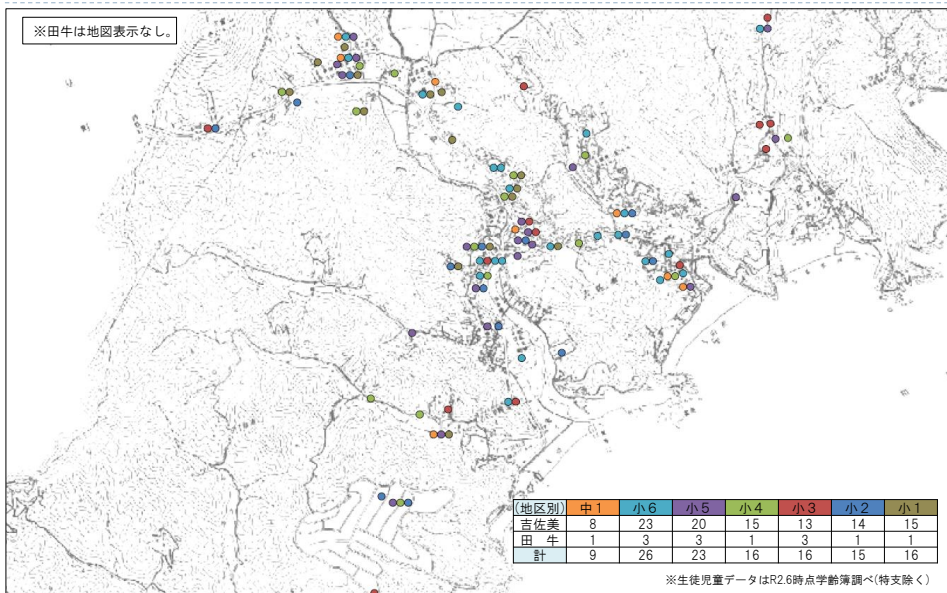 ※田牛は地図表示なし。
(地区別) 中1 小6 小5 小4 小3 小2 小1
吉佐美 8 23 20 15 13 14 15
田 牛 1 3 3 1 3 1 1
計 9 26 23 16 16 15 16
※生徒児童データはR2.6時点学齢簿調べ(特支除く)